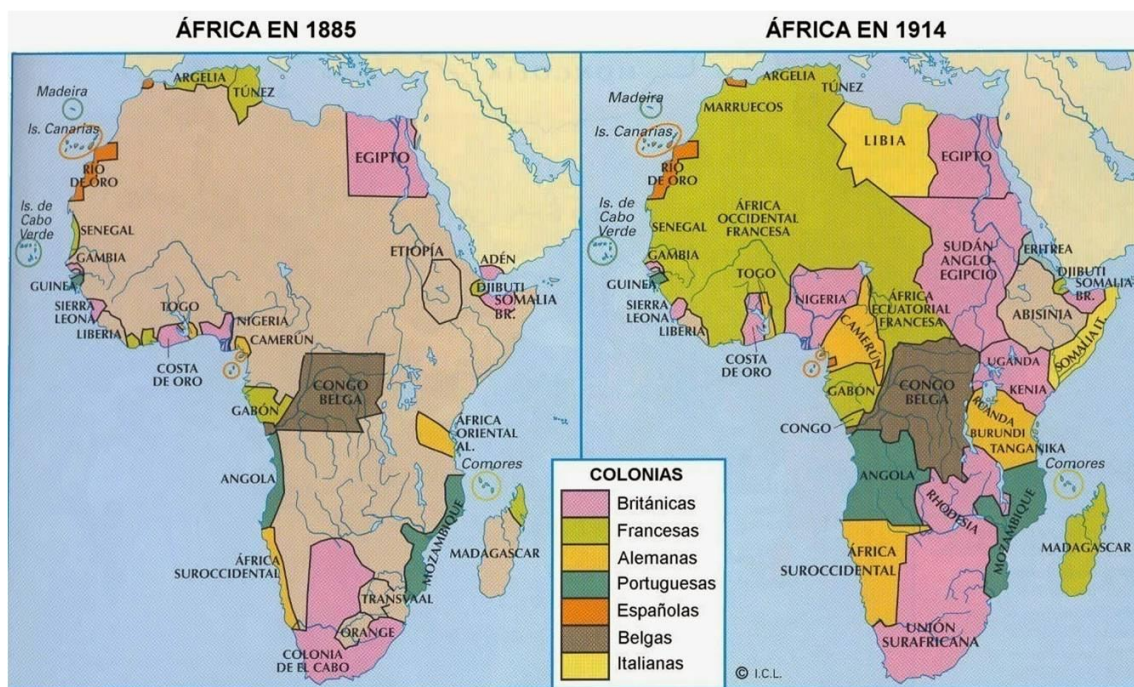 ÁFRICA EN 1885
Madeira
Is. Canarias
ARGELIA
TÚNEZ
RÍO
DE ORO
EGIPTO
Is. de
Cabo
Verde
SENEGAL
GAMBIA
GUINEA
SIERRA
LEONA
LIBERIA
TOGO
COSTA
DE ORO
NIGERIA
CAMERÚN
ETIOPÍA
ADÉN
DJIBUTI
SOMALIA
BR.
GABÓN
CONGO
BELGA
ÁFRICA
ORIENTAL
AL.
Comores
ANGOLA
MOZAMBIQUE
MADAGASCAR
ÁFRICA
SUROCCIDENTAL
TRANSVAAL
ORANGE
COLONIA
DE EL CABO
ÁFRICA EN 1914
Madeira
Is. Canarias
ARGELIA
TÚNEZ
MARRUECOS
LIBIA
EGIPTO
RÍO
DE ORO
Is. de
Cabo
Verde
SENEGAL
GAMBIA
GUINEA
SIERRA
LEONA
LIBERIA
ÁFRICA
OCCIDENTAL
FRANCESA
TOGO
COSTA
DE ORO
NIGERIA
CAMERÚN
ÁFRICA
ECUATORIAL
FRANCESA
SUDÁN
ANGLO
EGIPCIO
ERITREA
DJIBUTI
SOMALIA
BR.
ABISINIA
SOMALIA IT.
UGANDA
KENIA
GABÓN
CONGO
CONGO
BELGA
RUANDA
BURUNDI
TANGANIKA
Comores
ANGOLA
RHODESIA
MOZAMBIQUE
MADAGASCAR
ÁFRICA
SUROCCIDENTAL
UNIÓN
SURAFRICANA
COLONIAS
Británicas
Francesas
Alemanas
Portuguesas
Españolas
Belgas
Italianas
© I.C.L.